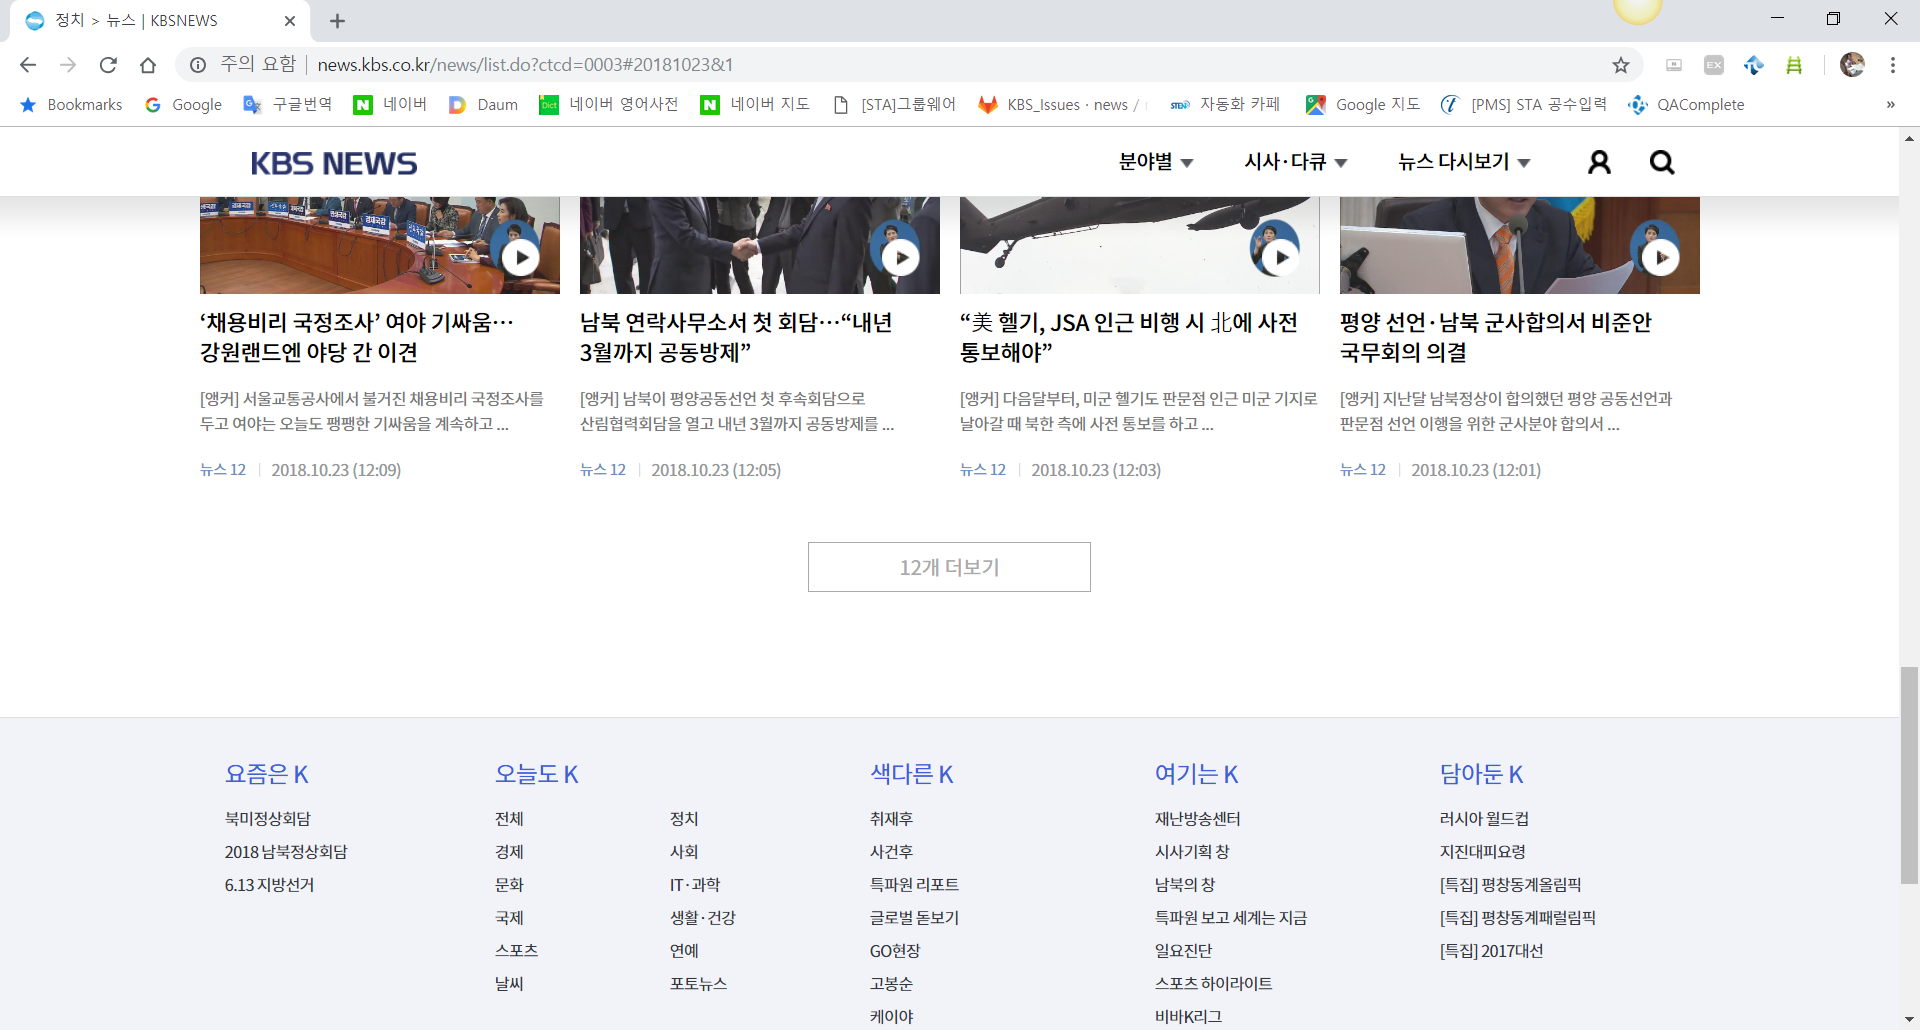 정치 > 뉴스 | KBSNEWS
주의 요함 news.kbs.co.kr/news/list.do?ctcd=0003#20181023&1
Bookmarks Google 구글번역 네이버 Daum 네이버 영어사전 네이버 지도 [STA]그룹웨어 KBS_Issues · news / 자동화 카페 Google 지도 [PMS] STA 공수입력 QAComplete »
KBS NEWS 분야별 시사·다큐 뉴스 다시보기
‘채용비리 국정조사’ 여야 기싸움…
강원랜드엔 야당 간 이견
[앵커] 서울교통공사에서 불거진 채용비리 국정조사를
두고 여야는 오늘도 팽팽한 기싸움을 계속하고 ...
뉴스 12 2018.10.23 (12:09)
남북 연락사무소서 첫 회담…“내년
3월까지 공동방제”
[앵커] 남북이 평양공동선언 첫 후속회담으로
산림협력회담을 열고 내년 3월까지 공동방제를 ...
뉴스 12 2018.10.23 (12:05)
“美 헬기, JSA 인근 비행 시 北에 사전
통보해야”
[앵커] 다음달부터, 미군 헬기도 판문점 인근 미군 기지로
날아갈 때 북한 측에 사전 통보를 하고 ...
뉴스 12 2018.10.23 (12:03)
평양 선언·남북 군사합의서 비준안
국무회의 의결
[앵커] 지난달 남북정상이 합의했던 평양 공동선언과
판문점 선언 이행을 위한 군사분야 합의서 ...
뉴스 12 2018.10.23 (12:01)
12개 더보기
요즘은 K
북미정상회담
2018 남북정상회담
6.13 지방선거
오늘도 K
전체 정치
경제 사회
문화 IT·과학
국제 생활·건강
스포츠 연예
날씨 포토뉴스
색다른 K
취재후
사건후
특파원 리포트
글로벌 돋보기
GO현장
고봉순
케이야
여기는 K
재난방송센터
시사기획 창
남북의 창
특파원 보고 세계는 지금
일요진단
스포츠 하이라이트
비바K리그
담아둔 K
러시아 월드컵
지진대피요령
[특집] 평창동계올림픽
[특집] 평창동계패럴림픽
[특집] 2017대선